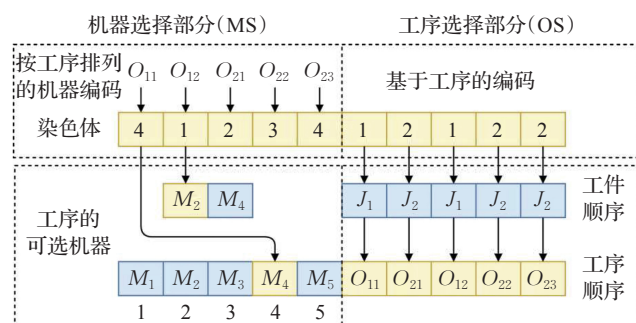 机器选择部分(MS) 工序选择部分(OS)
按工序排列 O₁₁ O₁₂ O₂₁ O₂₂ O₂₃
的机器编码 基于工序的编码
染色体 4 1 2 3 4 1 2 1 2 2
M₂ M₄ J₁ J₂ J₁ J₂ J₂ 工件
顺序
工序的
可选机器
M₁ M₂ M₃ M₄ M₅ O₁₁ O₂₁ O₁₂ O₂₂ O₂₃ 工序
顺序
1 2 3 4 5